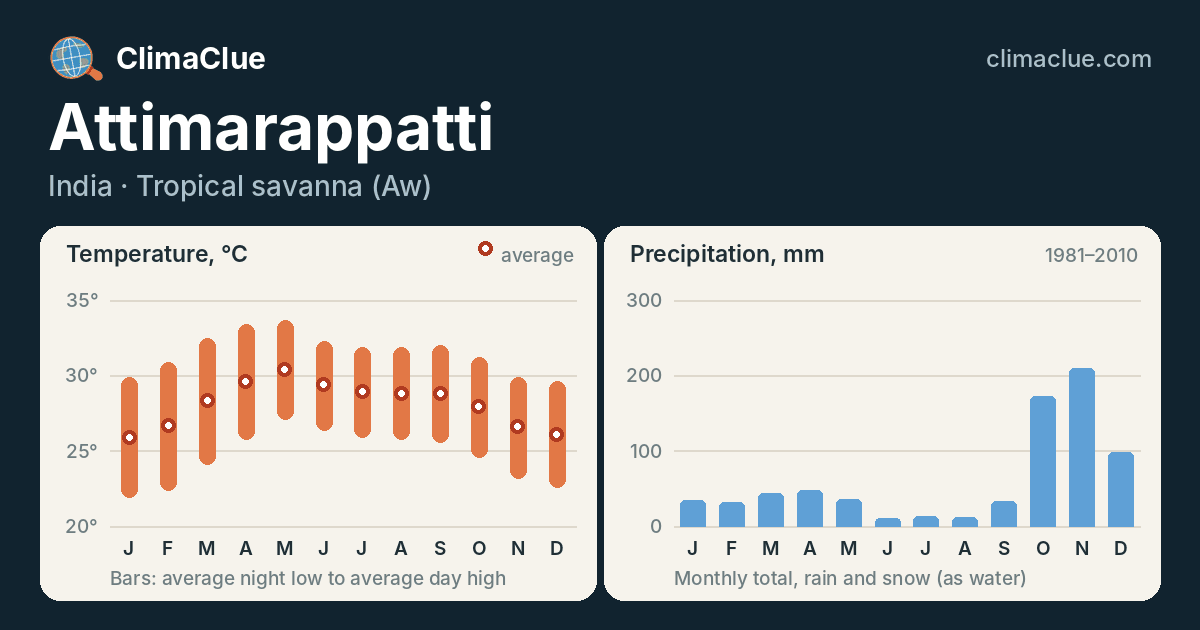 ClimaClue
climaclue.com
Attimarappatti
India · Tropical savanna (Aw)
Temperature, °C
average
35°
30°
25°
20°
J F M A M J J A S O N D
Bars: average night low to average day high
Precipitation, mm
1981–2010
300
200
100
0
J F M A M J J A S O N D
Monthly total, rain and snow (as water)